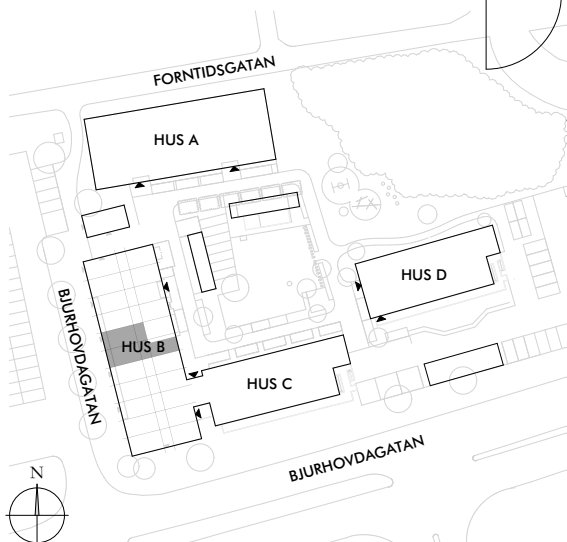 FORNTIDSGATAN
HUS A
HUS D
BJURHOVDAGATAN
HUS B
HUS C
BJURHOVDAGATAN
N